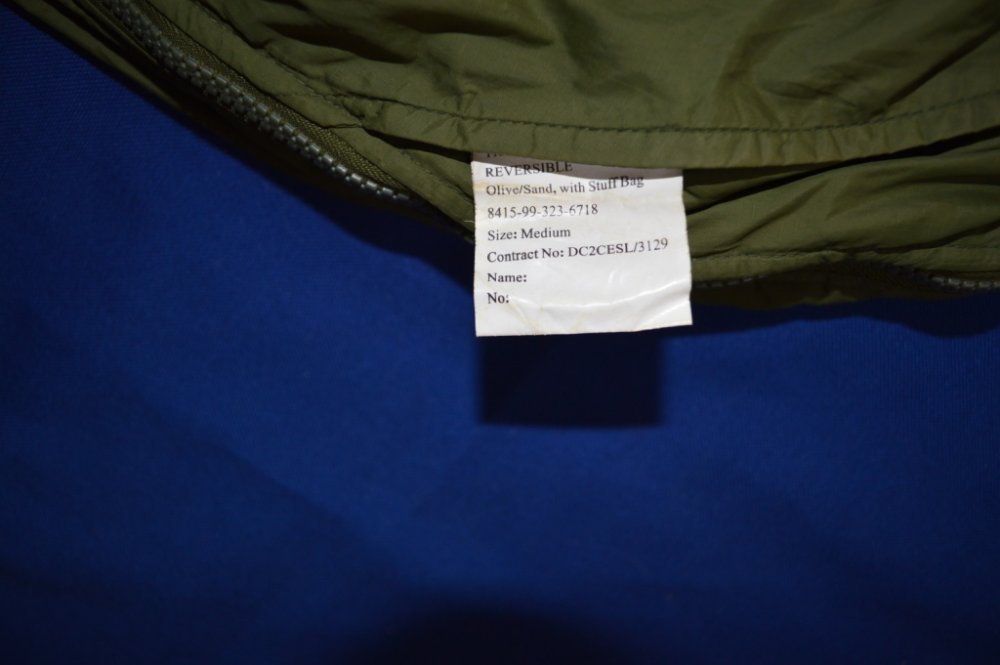 REVERSIBLE
Olive/Sand, with Stuff Bag
8415-99-323-6718
Size: Medium
Contract No: DC2CESL/3129
Name:
No: